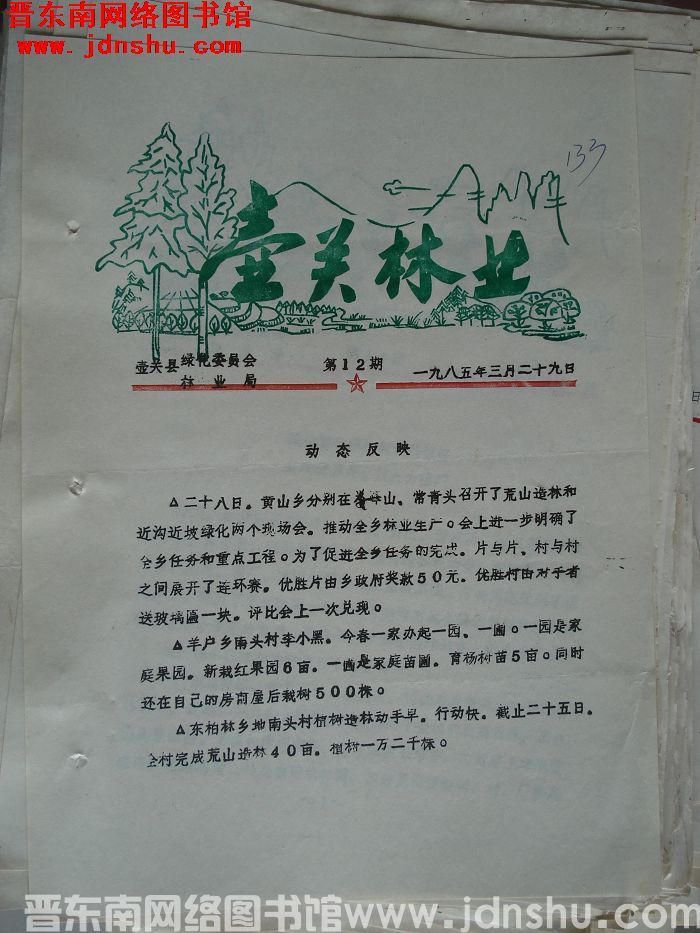 晋东南网络图书馆
www.jdnshu.com
133
壶关林业
壶关县绿化委员会
林业局
第12期
一九八五年三月二十九日
动态反映
△二十八日。黄山乡分别在山、常青头召开了荒山造林和
近沟近坡绿化两个现场会。推动全乡林业生产。会上进一步明确了
全乡任务和重点工程。为了促进全乡任务的完成。片与片、村与村
之间展开了连环赛。优胜片由乡政府奖款50元。优胜村由对手者
送玻璃匾一块。评比会上一次兑现。
△羊户乡南头村李小黑。今春一家办起一园、一圃。一园是家
庭果园。新栽红果园6亩。一圃是家庭苗圃。育杨树苗5亩。同时
还在自己的房前屋后栽树500株。
△东柏林乡地南头村植树造林动手早。行动快。截止二十五日。
全村完成荒山造林40亩。植树一万二千株。
晋东南网络图书馆www.jdnshu.com